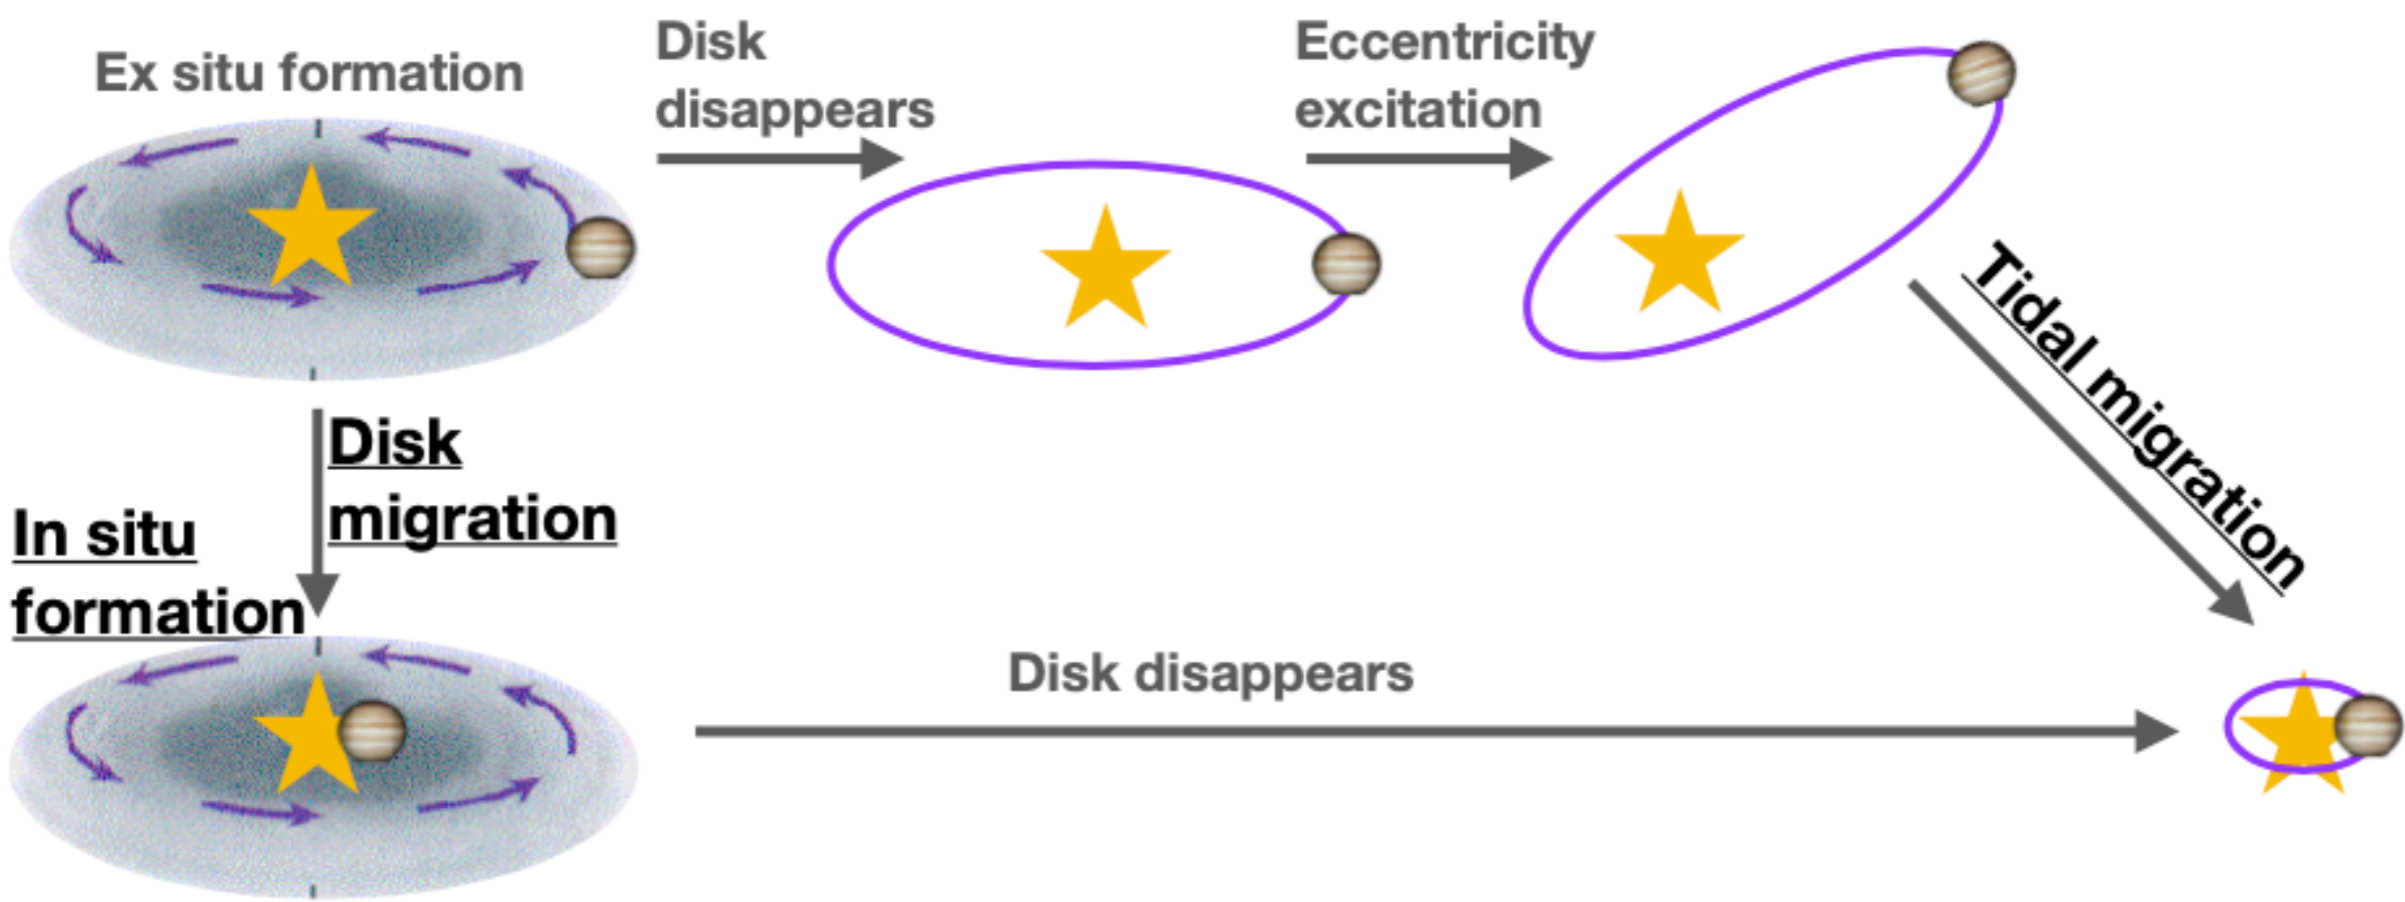 Ex situ formation
Disk
disappears
Eccentricity
excitation
Tidal migration
Disk
migration
In situ
formation
Disk disappears